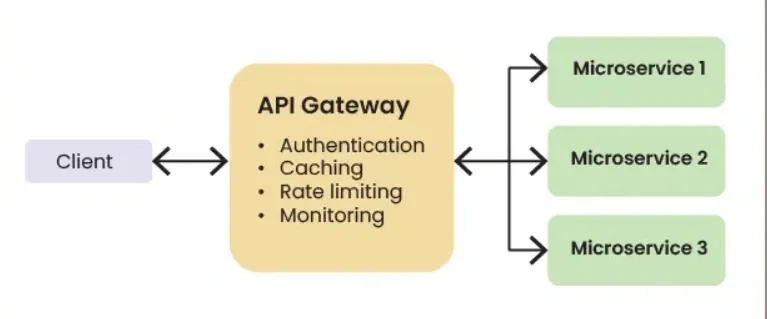 Client
API Gateway
• Authentication
• Caching
• Rate limiting
• Monitoring
Microservice 1
Microservice 2
Microservice 3